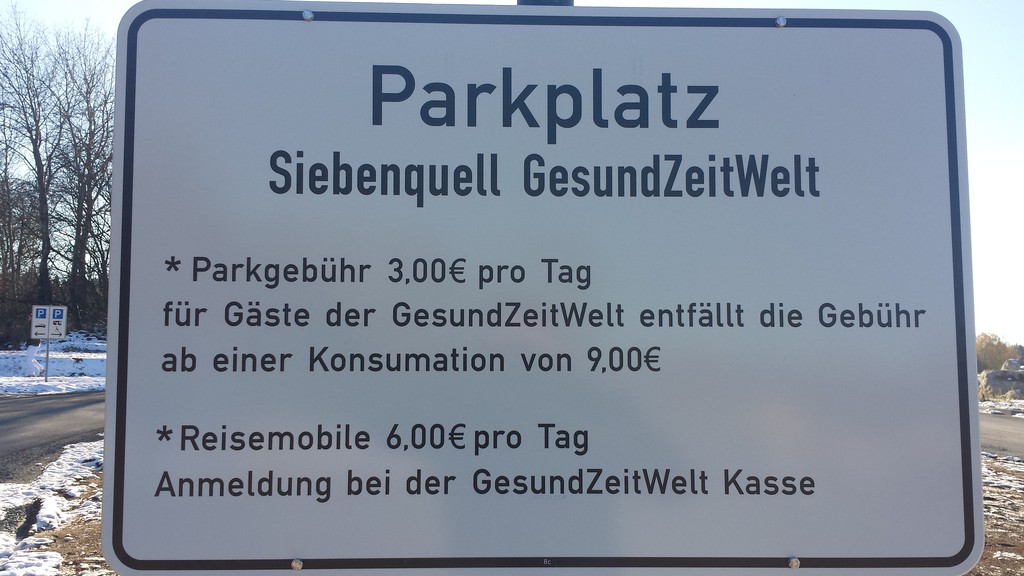 Parkplatz
Siebenquell GesundZeitWelt
* Parkgebühr 3,00€ pro Tag
für Gäste der GesundZeitWelt entfällt die Gebühr
ab einer Konsumation von 9,00€
* Reisemobile 6,00€ pro Tag
Anmeldung bei der GesundZeitWelt Kasse
P P